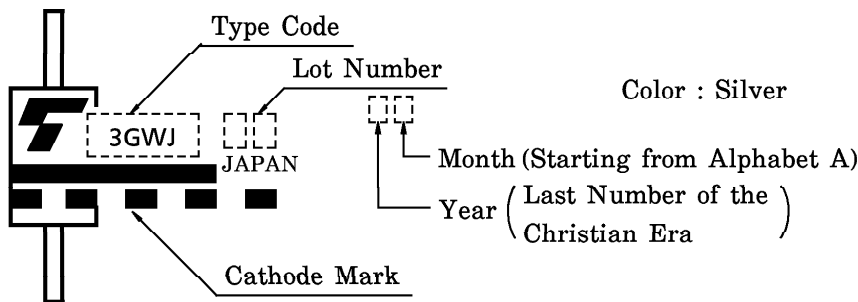 Type Code
Lot Number
Color : Silver
3GWJ
JAPAN
Month (Starting from Alphabet A)
Year (Last Number of the
Christian Era)
Cathode Mark